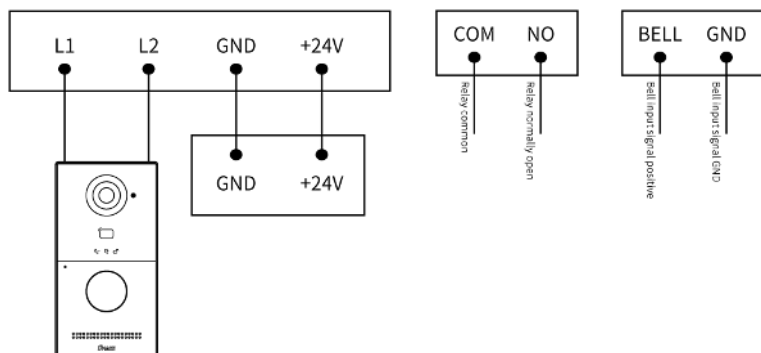 L1 L2 GND +24V
GND +24V
COM NO
Relay common
Relay normally open
BELL GND
Bell input signal positive
Bell input signal GND